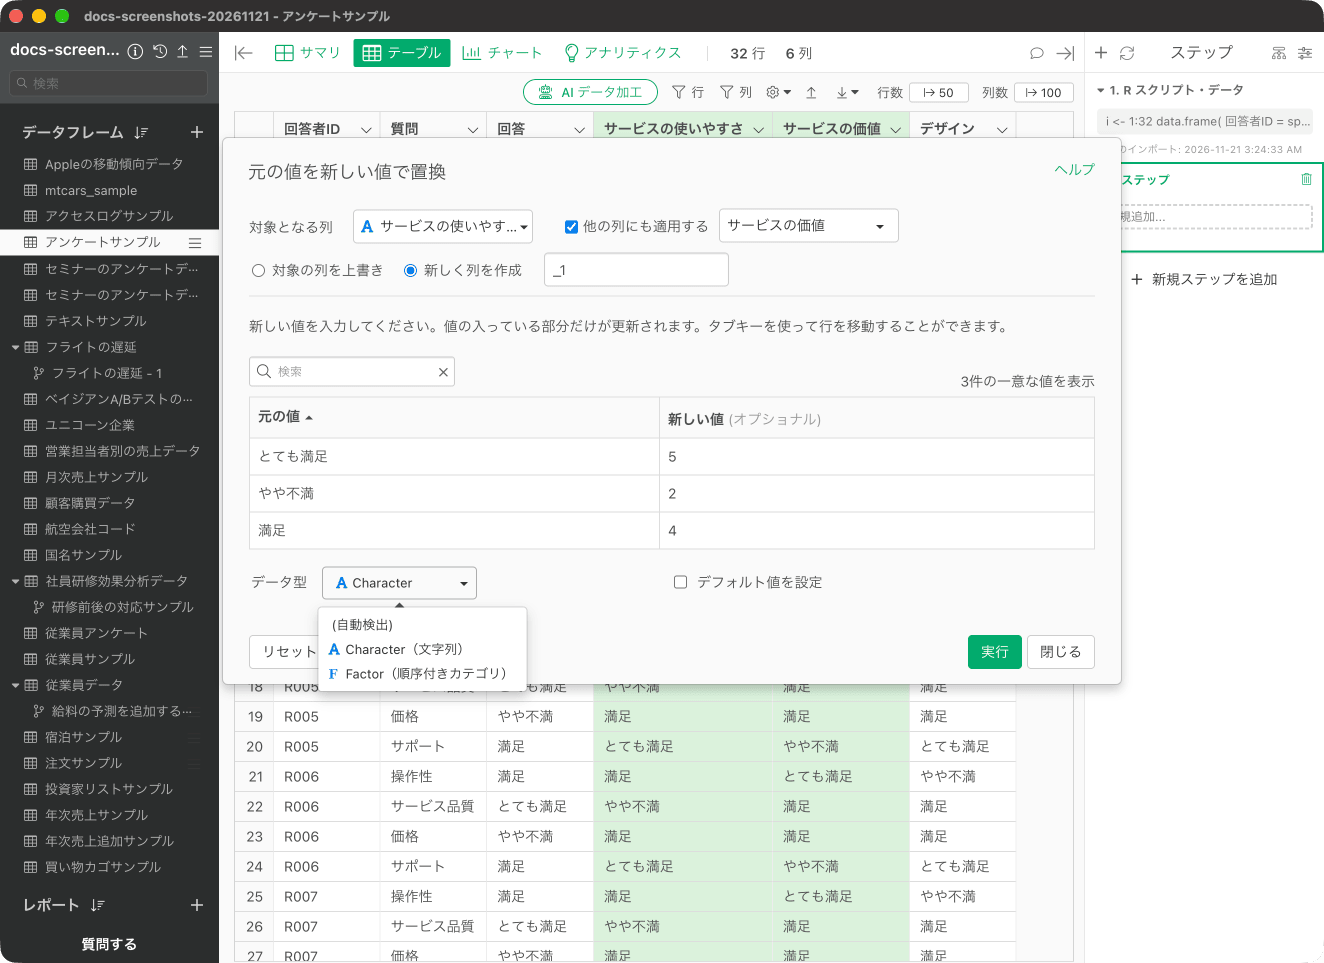 docs-screenshots-20261121 - アンケートサンプル
docs-screen...
検索
データフレーム
Appleの移動傾向データ
mtcars_sample
アクセスログサンプル
アンケートサンプル
セミナーのアンケートデ…
セミナーのアンケートデ…
テキストサンプル
フライトの遅延
フライトの遅延 - 1
ベイジアンA/Bテストの…
ユニコーン企業
営業担当者別の売上データ
月次売上サンプル
顧客購買データ
航空会社コード
国名サンプル
社員研修効果分析データ
研修前後の対応サンプル
従業員アンケート
従業員サンプル
従業員データ
給料の予測を追加する…
宿泊サンプル
注文サンプル
投資家リストサンプル
年次売上サンプル
年次売上追加サンプル
買い物カゴサンプル
レポート
質問する
サマリ テーブル チャート アナリティクス 32 行 6 列
AI データ加工 行 列 行数 50 列数 100
回答者ID 質問 回答 サービスの使いやすさ サービスの価値 デザイン
元の値を新しい値で置換 ヘルプ
対象となる列 A サービスの使いやす... 他の列にも適用する サービスの価値
対象の列を上書き 新しく列を作成 _1
新しい値を入力してください。値の入っている部分だけが更新されます。タブキーを使って行を移動することができます。
検索
3件の一意な値を表示
元の値 新しい値 (オプショナル)
とても満足 5
やや不満 2
満足 4
データ型 A Character デフォルト値を設定
(自動検出)
A Character（文字列）
F Factor（順序付きカテゴリ）
リセット 実行 閉じる
18 R005 サービス品質 とても満足 やや不満 満足 満足
19 R005 価格 やや不満 満足 満足 満足
20 R005 サポート 満足 とても満足 やや不満 とても満足
21 R006 操作性 満足 満足 とても満足 やや不満
22 R006 サービス品質 とても満足 やや不満 満足 満足
23 R006 価格 やや不満 満足 満足 満足
24 R006 サポート 満足 とても満足 やや不満 とても満足
25 R007 操作性 満足 満足 とても満足 やや不満
26 R007 サービス品質 とても満足 やや不満 満足 満足
27 R007 価格 やや不満 満足 満足 満足
ステップ
1. R スクリプト・データ
i <- 1:32 data.frame( 回答者ID = sp...
のインポート: 2026-11-21 3:24:33 AM
ステップ
規追加...
新規ステップを追加